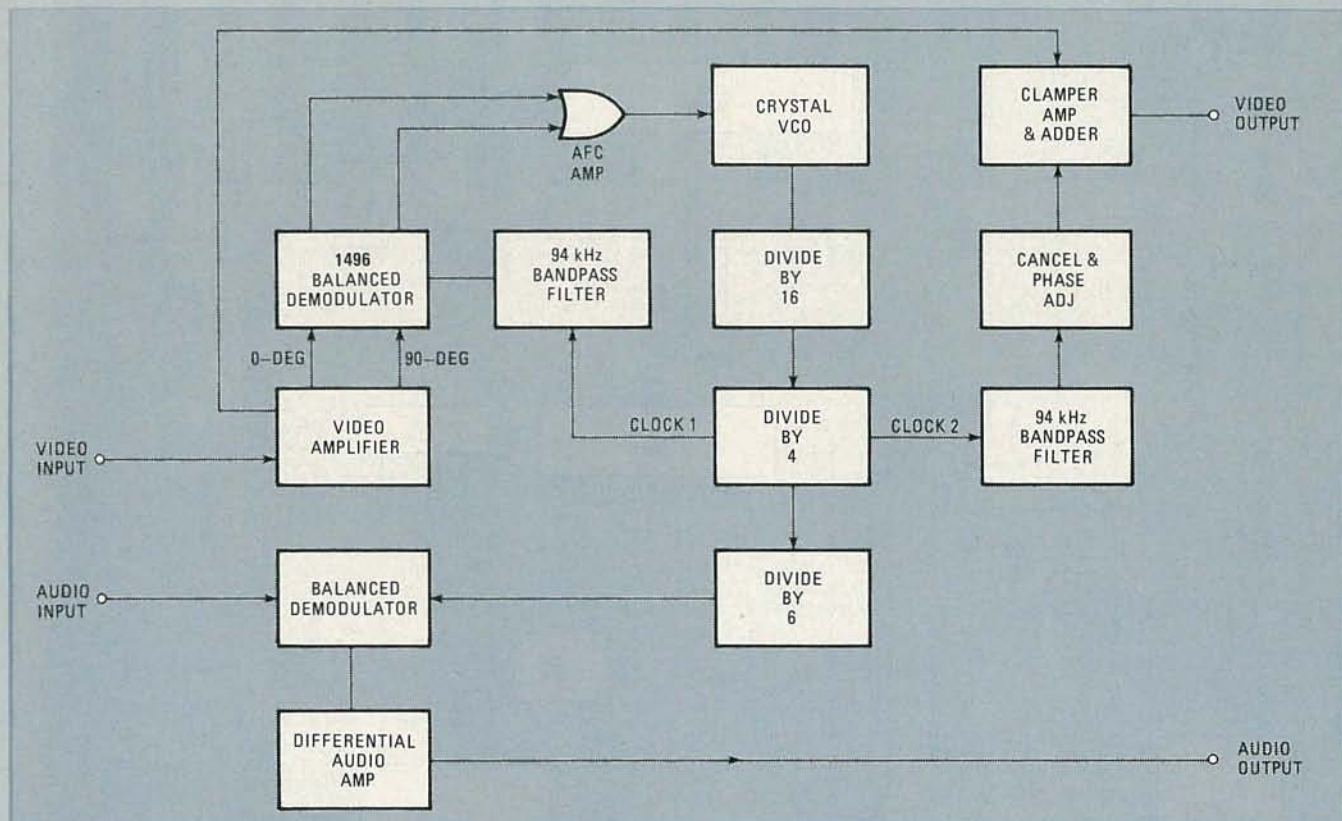 CLAMPER
AMP
& ADDER
VIDEO
OUTPUT
CRYSTAL
VCO
AFC
AMP
1496
BALANCED
DEMODULATOR
94 kHz
BANDPASS
FILTER
DIVIDE
BY
16
CANCEL &
PHASE
ADJ
0-DEG
90-DEG
VIDEO
INPUT
VIDEO
AMPLIFIER
CLOCK 1
DIVIDE
BY
4
CLOCK 2
94 kHz
BANDPASS
FILTER
AUDIO
INPUT
BALANCED
DEMODULATOR
DIVIDE
BY
6
DIFFERENTIAL
AUDIO
AMP
AUDIO
OUTPUT